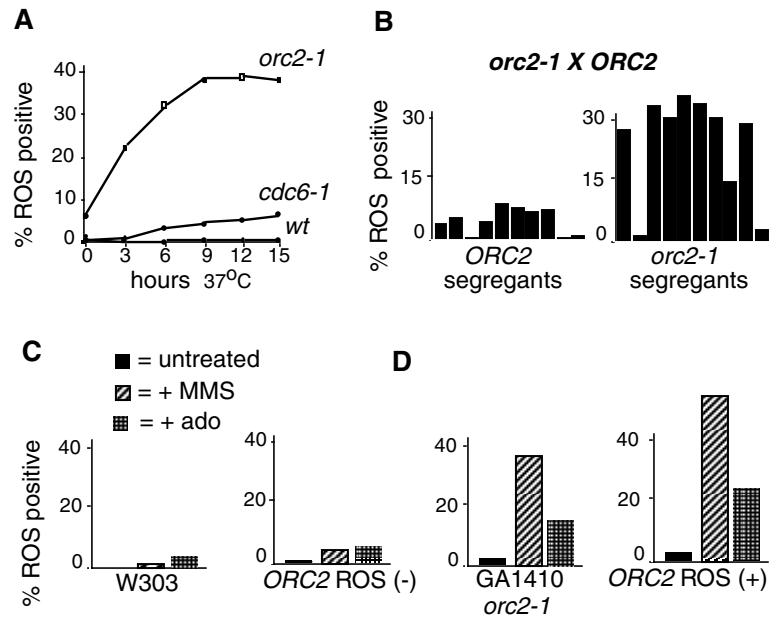 A
orc2-1
40
30
20
10
0
% ROS positive
cdc6-1
wt
0 3 6 9 12 15
hours 37°C
B
orc2-1 X ORC2
% ROS positive
30
15
0
ORC2
segregants
30
15
0
orc2-1
segregants
C
= untreated
= + MMS
= + ado
% ROS positive
40
20
0
W303
40
20
0
ORC2 ROS (-)
D
40
20
0
GA1410
orc2-1
40
20
0
ORC2 ROS (+)